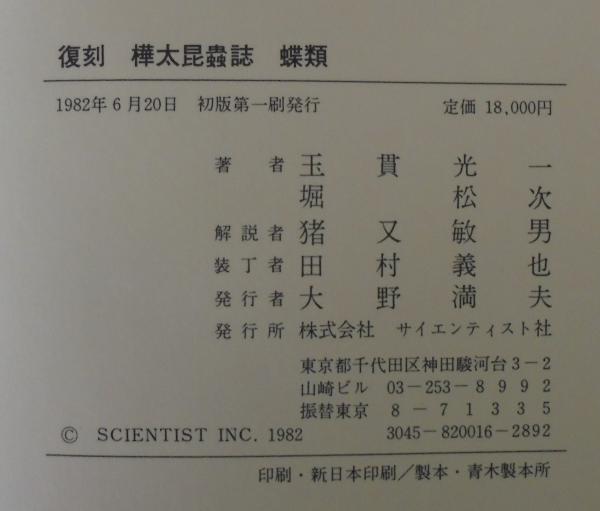 復刻 樺太昆蟲誌 蝶類
1982年6月20日 初版第一刷発行 定価 18,000円
著者 玉貫光一
堀松次
解説者 猪又敏男
装丁者 田村義也
発行者 大野満夫
発行所 株式会社 サイエンティスト社
東京都千代田区神田駿河台3-2
山崎ビル 03-253-8992
振替東京 8-71335
© SCIENTIST INC. 1982 3045-820016-2892
印刷・新日本印刷/製本・青木製本所